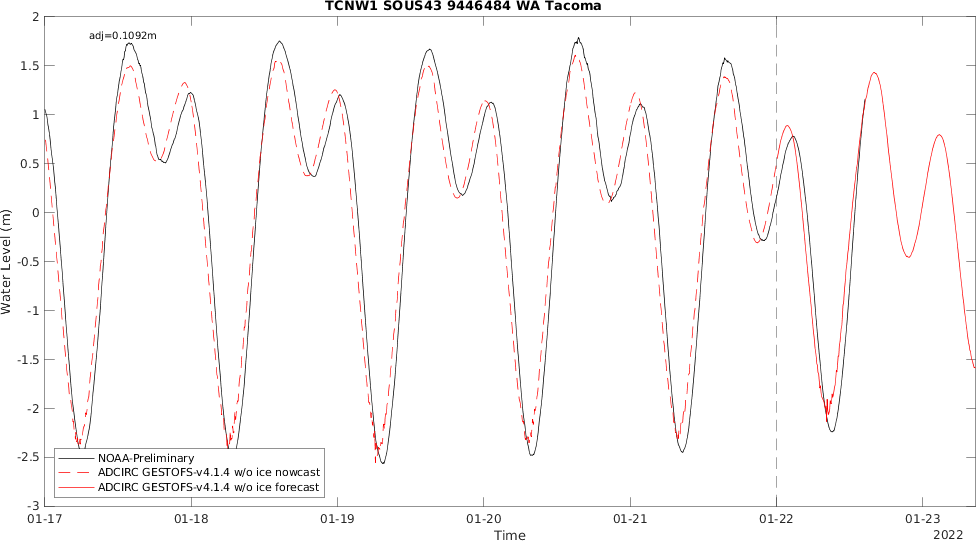 TCNW1 SOUS43 9446484 WA Tacoma
adj=0.1092m
2
1.5
1
0.5
0
-0.5
-1
-1.5
-2
-2.5
-3
Water Level (m)
NOAA-Preliminary
ADCIRC GESTOFS-v4.1.4 w/o ice nowcast
ADCIRC GESTOFS-v4.1.4 w/o ice forecast
01-17 01-18 01-19 01-20 01-21 01-22 01-23
Time
2022